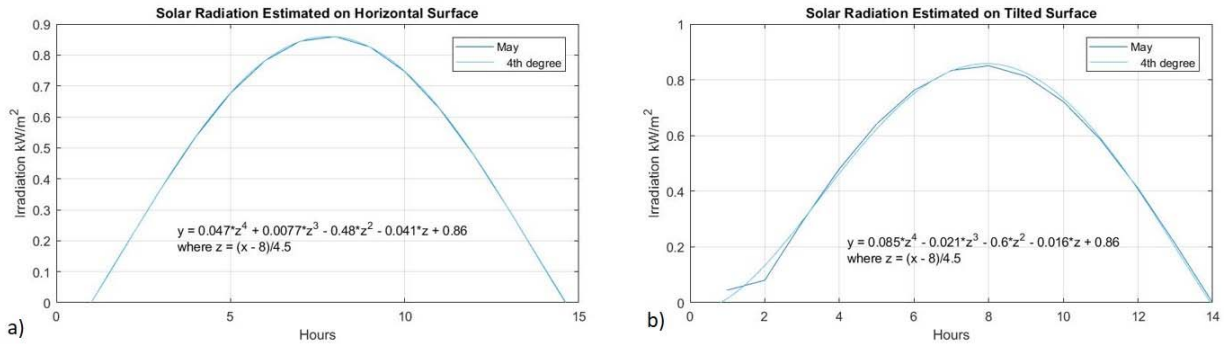 Solar Radiation Estimated on Horizontal Surface
0.9
0.8
0.7
0.6
0.5
0.4
0.3
0.2
0.1
0
Irradiation kW/m²
May
4th degree
y = 0.047*z⁴ + 0.0077*z³ - 0.48*z² - 0.041*z + 0.86
where z = (x - 8)/4.5
0 5 10 15
Hours
a)
Solar Radiation Estimated on Tilted Surface
1
0.8
0.6
0.4
0.2
0
Irradiation kW/m²
May
4th degree
y = 0.085*z⁴ - 0.021*z³ - 0.6*z² - 0.016*z + 0.86
where z = (x - 8)/4.5
0 2 4 6 8 10 12 14
Hours
b)